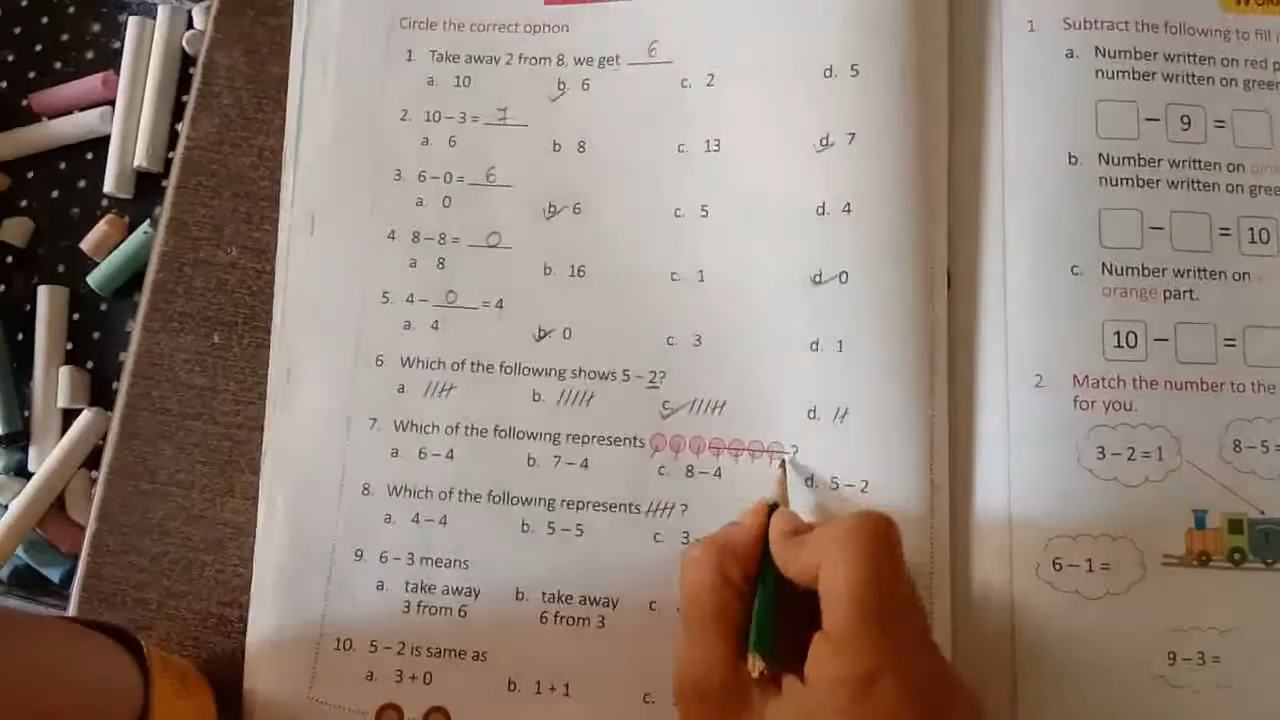 Circle the correct option
1. Take away 2 from 8, we get 6
a. 10 b. 6 c. 2 d. 5
2. 10 – 3 = 7
a. 6 b 8 c. 13 d. 7
3. 6 – 0 = 6
a. 0 b. 6 c. 5 d. 4
4 8 – 8 = 0
a 8 b. 16 c. 1 d. 0
5. 4 – 0 = 4
a. 4 b. 0 c. 3 d. 1
6 Which of the following shows 5 – 2?
a. b. c. d.
7. Which of the following represents ?
a. 6 – 4 b. 7 – 4 c. 8 – 4 d. 5 – 2
8. Which of the following represents ?
a. 4 – 4 b. 5 – 5 c. 3
9. 6 – 3 means
a. take away b. take away c.
3 from 6 6 from 3
10. 5 – 2 is same as
a. 3 + 0 b. 1 + 1 c.
1 Subtract the following to fill
a. Number written on red
number written on green
– 9 =
b. Number written on pink
number written on
– = 10
c. Number written on
orange part.
10 – =
2 Match the number to the
for you.
3 – 2 = 1 8 – 5 =
6 – 1 =
9 – 3 =